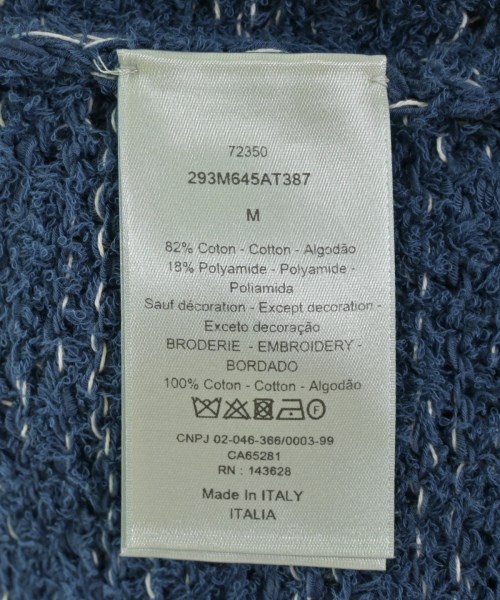 72350
293M645AT387
M
82% Coton - Cotton - Algodão
18% Polyamide - Polyamide -
Poliamida
Sauf décoration - Except decoration -
Exceto decoração
BRODERIE - EMBROIDERY -
BORDADO
100% Coton - Cotton - Algodão
F
CNPJ 02-046-366/0003-99
CA65281
RN : 143628
Made In ITALY
ITALIA